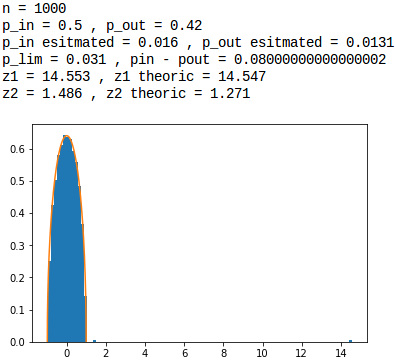 n = 1000
p_in = 0.5 , p_out = 0.42
p_in esitmated = 0.016 , p_out esitmated = 0.0131
p_lim = 0.031 , pin - pout = 0.08000000000000002
z1 = 14.553 , z1 theoric = 14.547
z2 = 1.486 , z2 theoric = 1.271
0.6
0.5
0.4
0.3
0.2
0.1
0.0
0 2 4 6 8 10 12 14